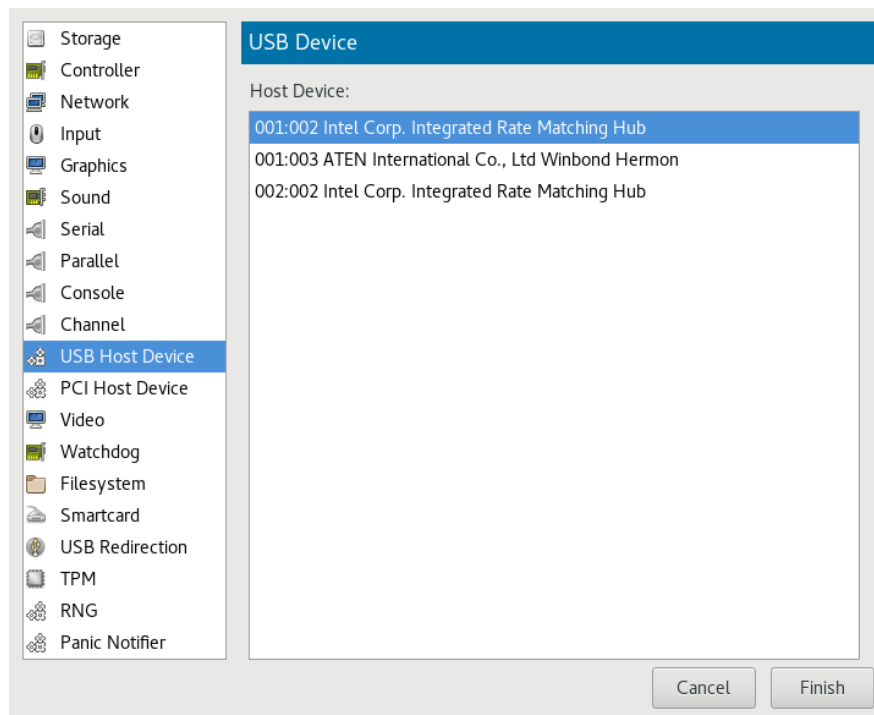 Storage
Controller
Network
Input
Graphics
Sound
Serial
Parallel
Console
Channel
USB Host Device
PCI Host Device
Video
Watchdog
Filesystem
Smartcard
USB Redirection
TPM
RNG
Panic Notifier
USB Device
Host Device:
001:002 Intel Corp. Integrated Rate Matching Hub
001:003 ATEN International Co., Ltd Winbond Hermon
002:002 Intel Corp. Integrated Rate Matching Hub
Cancel
Finish